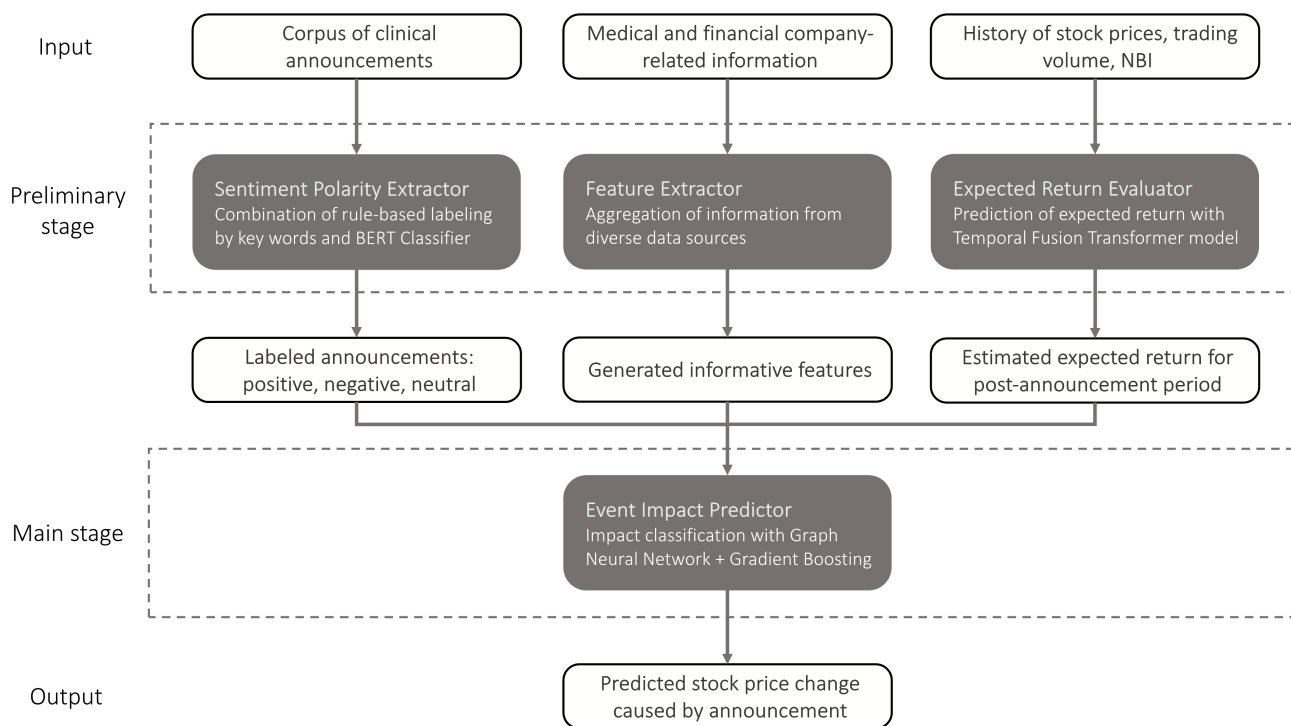 Input
Corpus of clinical
announcements
Medical and financial company-
related information
History of stock prices, trading
volume, NBI
Preliminary
stage
Sentiment Polarity Extractor
Combination of rule-based labeling
by key words and BERT Classifier
Feature Extractor
Aggregation of information from
diverse data sources
Expected Return Evaluator
Prediction of expected return with
Temporal Fusion Transformer model
Labeled announcements:
positive, negative, neutral
Generated informative features
Estimated expected return for
post-announcement period
Main stage
Event Impact Predictor
Impact classification with Graph
Neural Network + Gradient Boosting
Output
Predicted stock price change
caused by announcement